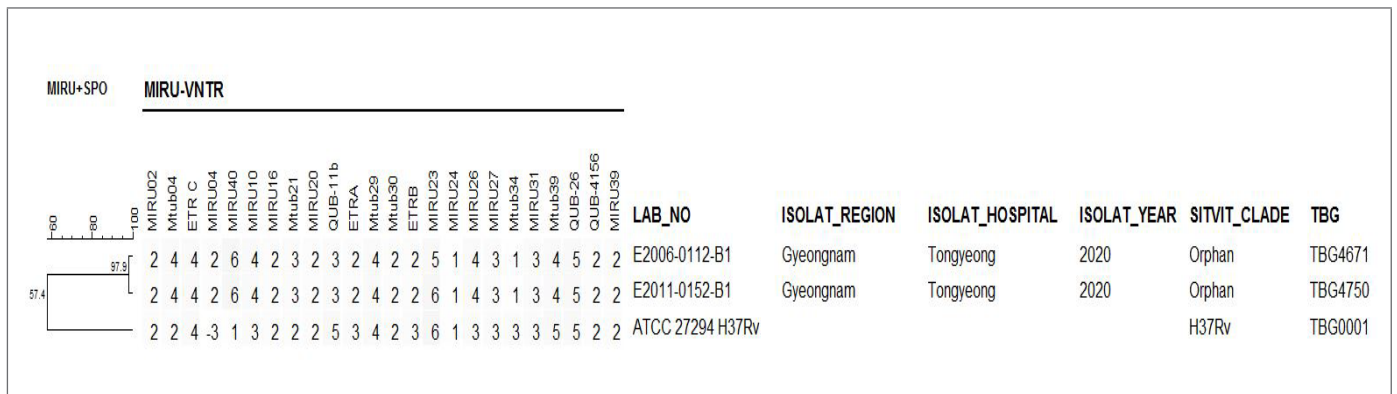 MIRU+SPO MIRU-VNTR
60 80 100 MIRU02 Mtub04 ETR C MIRU04 MIRU40 MIRU10 MIRU16 Mtub21 MIRU20 QUB-11b ETRA Mtub29 Mtub30 ETRB MIRU23 MIRU24 MIRU26 MIRU27 Mtub34 MIRU31 Mtub39 QUB-26 QUB-4156 MIRU39 LAB_NO ISOLAT_REGION ISOLAT_HOSPITAL ISOLAT_YEAR SITVIT_CLADE TBG
2 4 4 2 6 4 2 3 2 3 2 4 2 2 5 1 4 3 1 3 4 5 2 2 E2006-0112-B1 Gyeongnam Tongyeong 2020 Orphan TBG4671
97.9
2 4 4 2 6 4 2 3 2 3 2 4 2 2 6 1 4 3 1 3 4 5 2 2 E2011-0152-B1 Gyeongnam Tongyeong 2020 Orphan TBG4750
57.4
2 2 4 -3 1 3 2 2 2 5 3 4 2 3 6 1 3 3 3 3 5 5 2 2 ATCC 27294 H37Rv H37Rv TBG0001